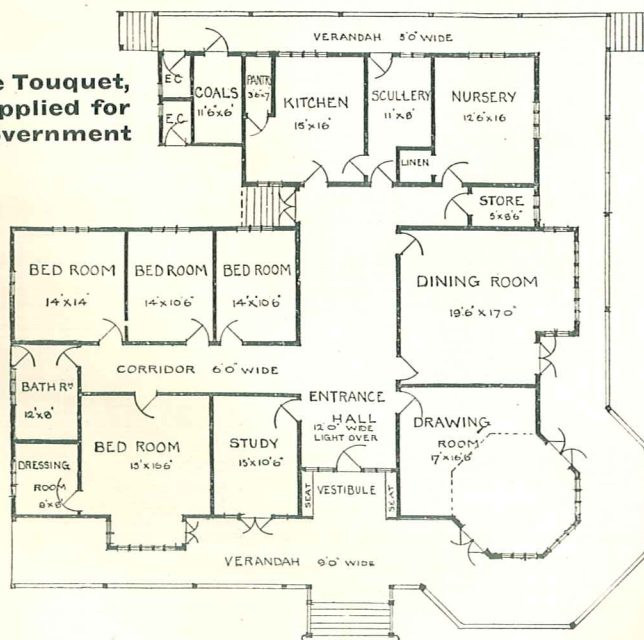 VERANDAH 5'0" WIDE
e Touquet,
pplied for
overnment
E.C.
E.C.
COALS
11'6"X6'
PANTRY
3'6"X7'
KITCHEN
15'X16'
SCULLERY
11'X8'
NURSERY
12'6"X16
LINEN
STORE
5'X8'6"
BED ROOM
14'X14'
BED ROOM
14'X10'6"
BED ROOM
14'X10'6"
DINING ROOM
19'6"X17'0"
CORRIDOR 6'0" WIDE
BATH RM
12'X8'
ENTRANCE
HALL
12'0" WIDE
LIGHT OVER
DRAWING
ROOM
17'X16'6"
BED ROOM
15'X16'6"
STUDY
15'X10'6"
DRESSING
ROOM
8'X8'
SEAT
VESTIBULE
SEAT
VERANDAH 9'0" WIDE